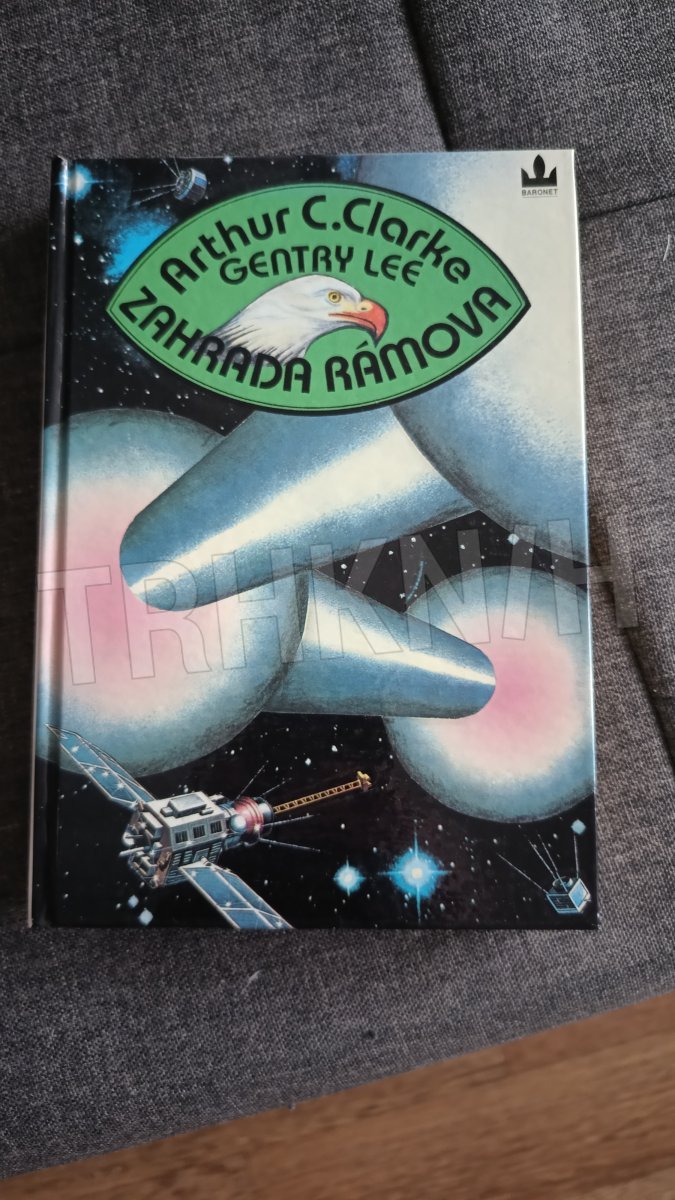 BARONET
Arthur C.Clarke
GENTRY LEE
ZAHRADA RÁMOVA
TRHKNIH